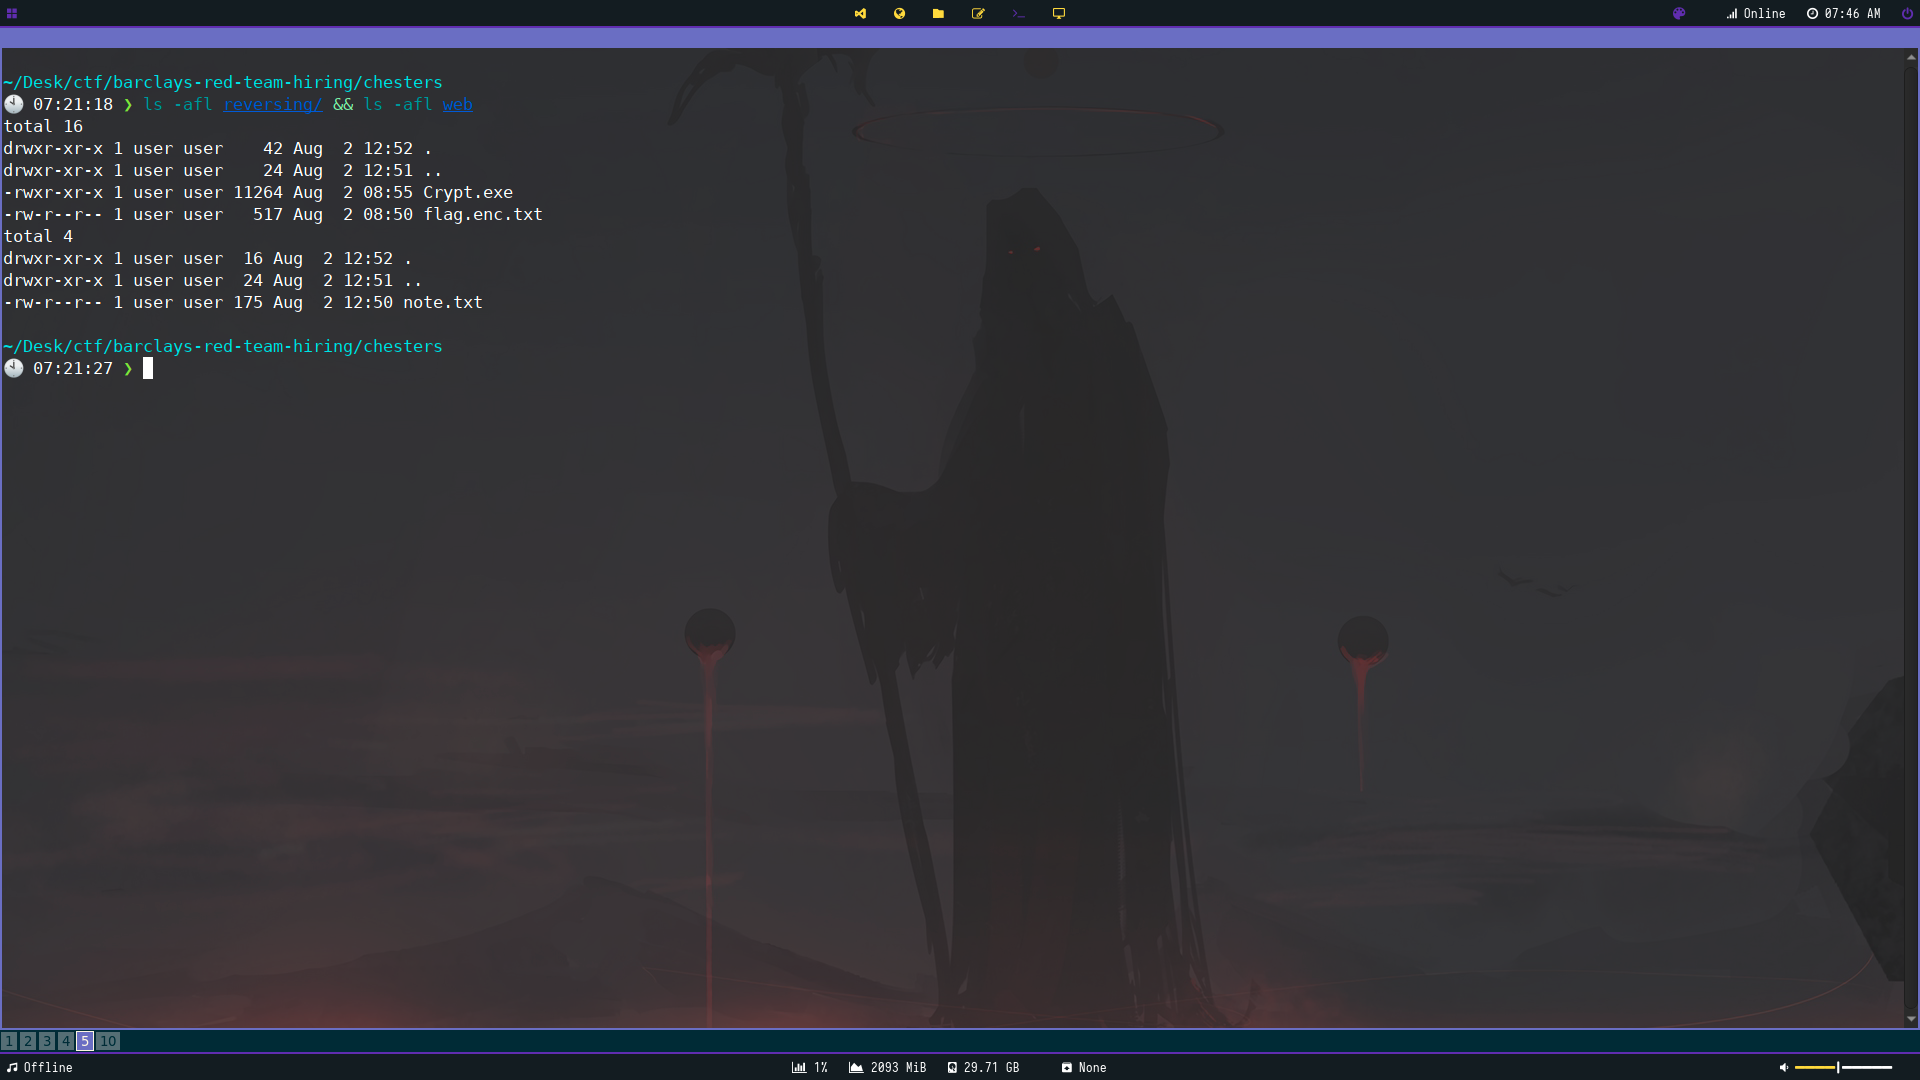 Online 07:46 AM
~/Desk/ctf/barclays-red-team-hiring/chesters
07:21:18 ❯ ls -afl reversing/ && ls -afl web
total 16
drwxr-xr-x 1 user user    42 Aug  2 12:52 .
drwxr-xr-x 1 user user    24 Aug  2 12:51 ..
-rwxr-xr-x 1 user user 11264 Aug  2 08:55 Crypt.exe
-rw-r--r-- 1 user user   517 Aug  2 08:50 flag.enc.txt
total 4
drwxr-xr-x 1 user user  16 Aug  2 12:52 .
drwxr-xr-x 1 user user  24 Aug  2 12:51 ..
-rw-r--r-- 1 user user 175 Aug  2 12:50 note.txt
~/Desk/ctf/barclays-red-team-hiring/chesters
07:21:27 ❯
1 2 3 4 5 10
Offline 1% 2093 MiB 29.71 GB None